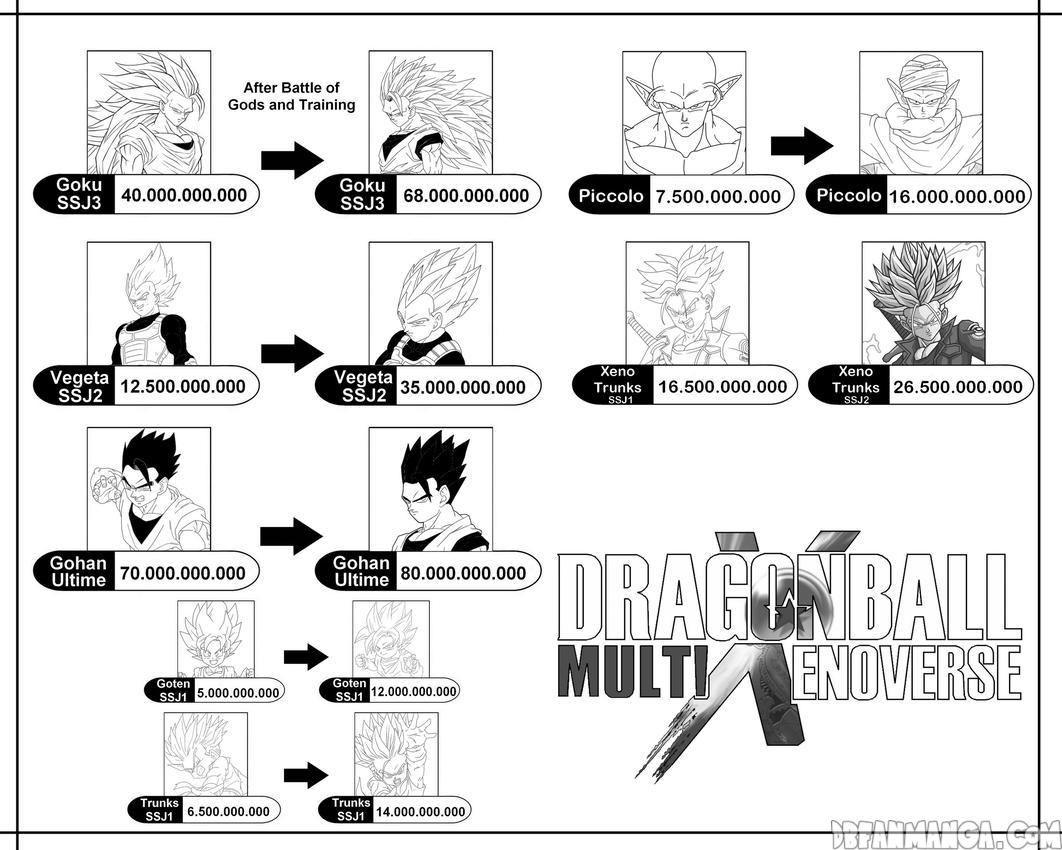 After Battle of
Gods and Training
Goku
SSJ3
40.000.000.000
Goku
SSJ3
68.000.000.000
Piccolo
7.500.000.000
Piccolo
16.000.000.000
Vegeta
SSJ2
12.500.000.000
Vegeta
SSJ2
35.000.000.000
Xeno
Trunks
SSJ1
16.500.000.000
Xeno
Trunks
SSJ2
26.500.000.000
Gohan
Ultime
70.000.000.000
Gohan
Ultime
80.000.000.000
Goten
SSJ1
5.000.000.000
Goten
SSJ1
12.000.000.000
Trunks
SSJ1
6.500.000.000
Trunks
SSJ1
14.000.000.000
DRAGON BALL
MULTI XENOVERSE
DBFANMANGA.COM